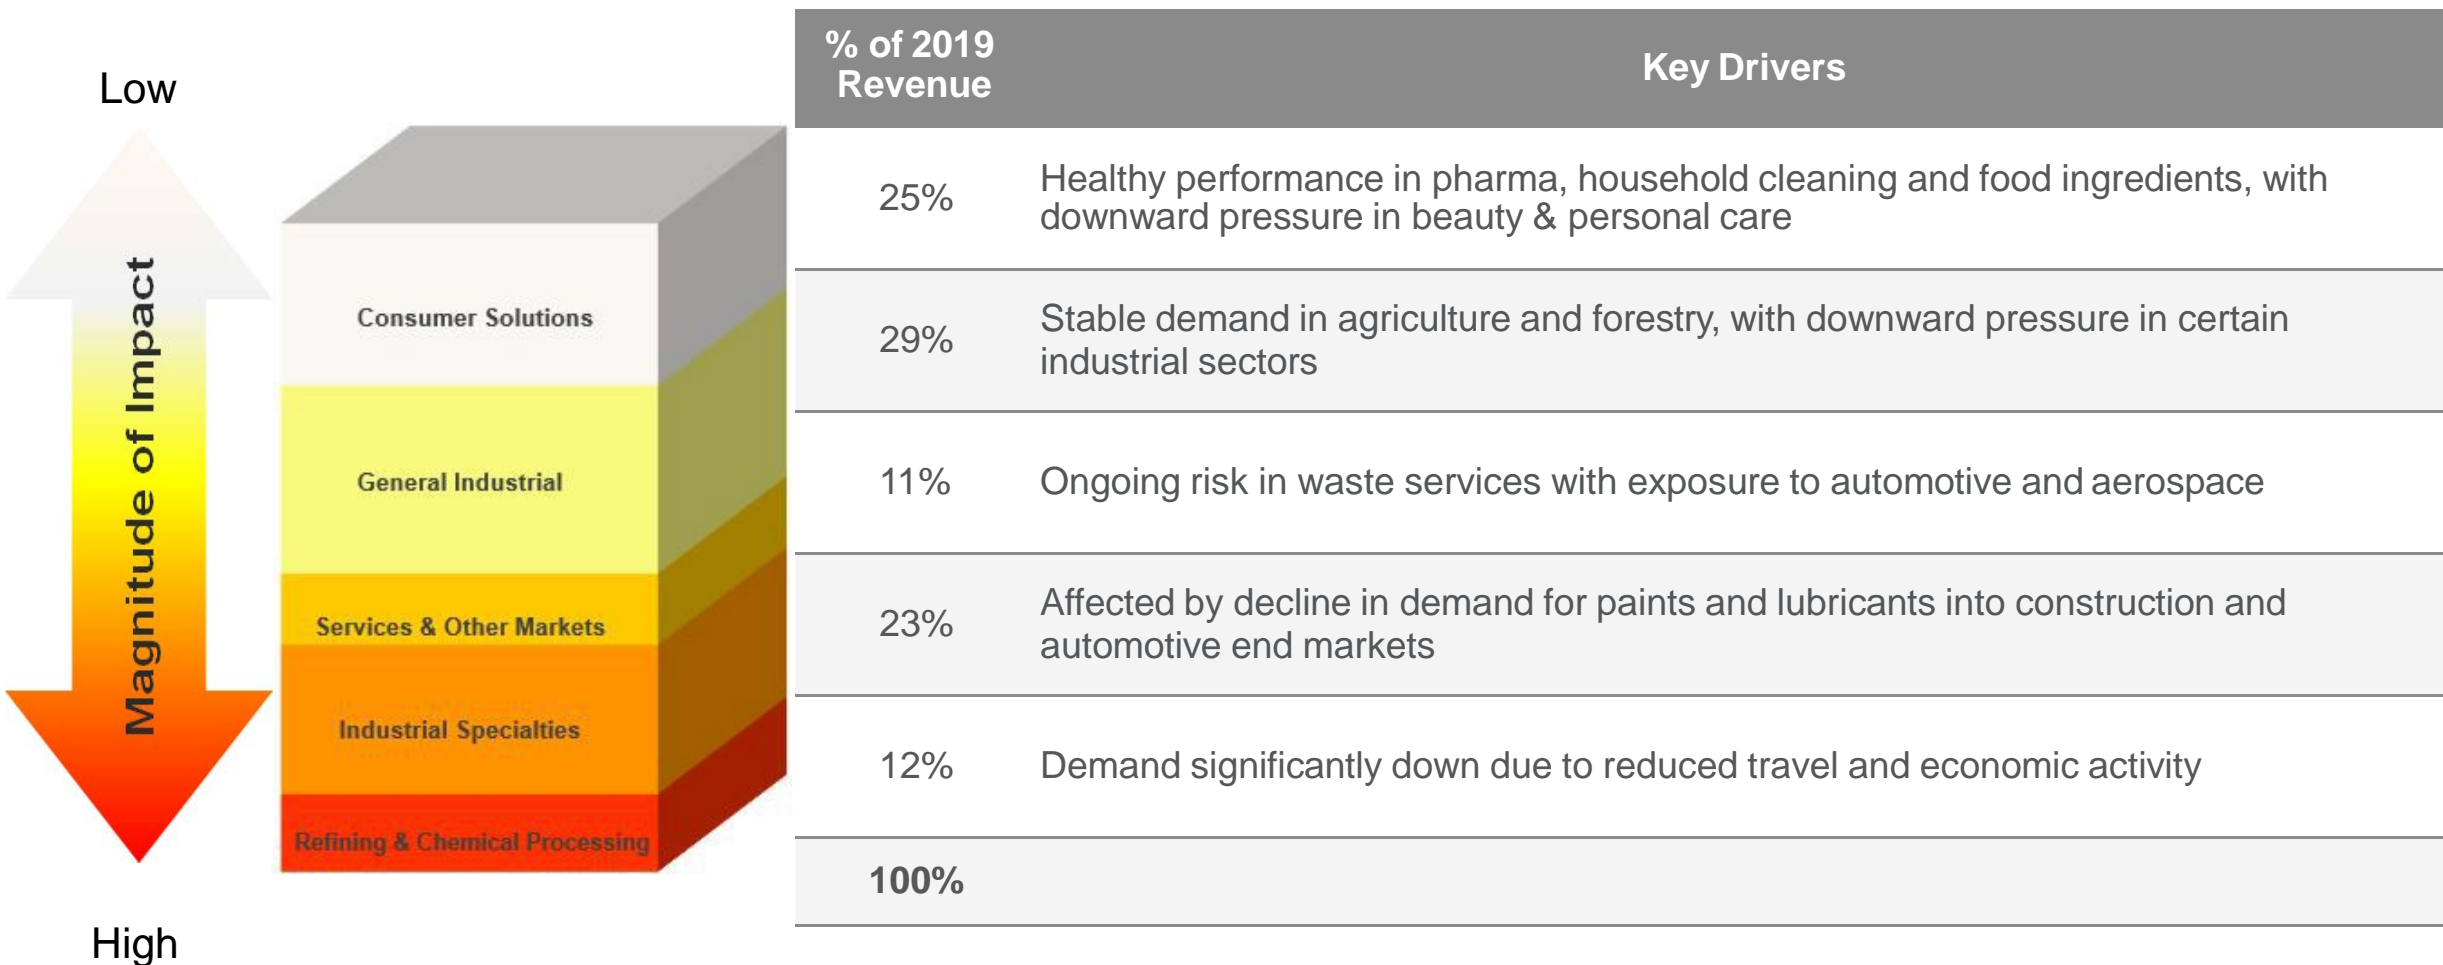 Low
Magnitude of Impact
High
Consumer Solutions
General Industrial
Services & Other Markets
Industrial Specialties
Refining & Chemical Processing
% of 2019
Revenue
Key Drivers
25%
Healthy performance in pharma, household cleaning and food ingredients, with
downward pressure in beauty & personal care
29%
Stable demand in agriculture and forestry, with downward pressure in certain
industrial sectors
11%
Ongoing risk in waste services with exposure to automotive and aerospace
23%
Affected by decline in demand for paints and lubricants into construction and
automotive end markets
12%
Demand significantly down due to reduced travel and economic activity
100%